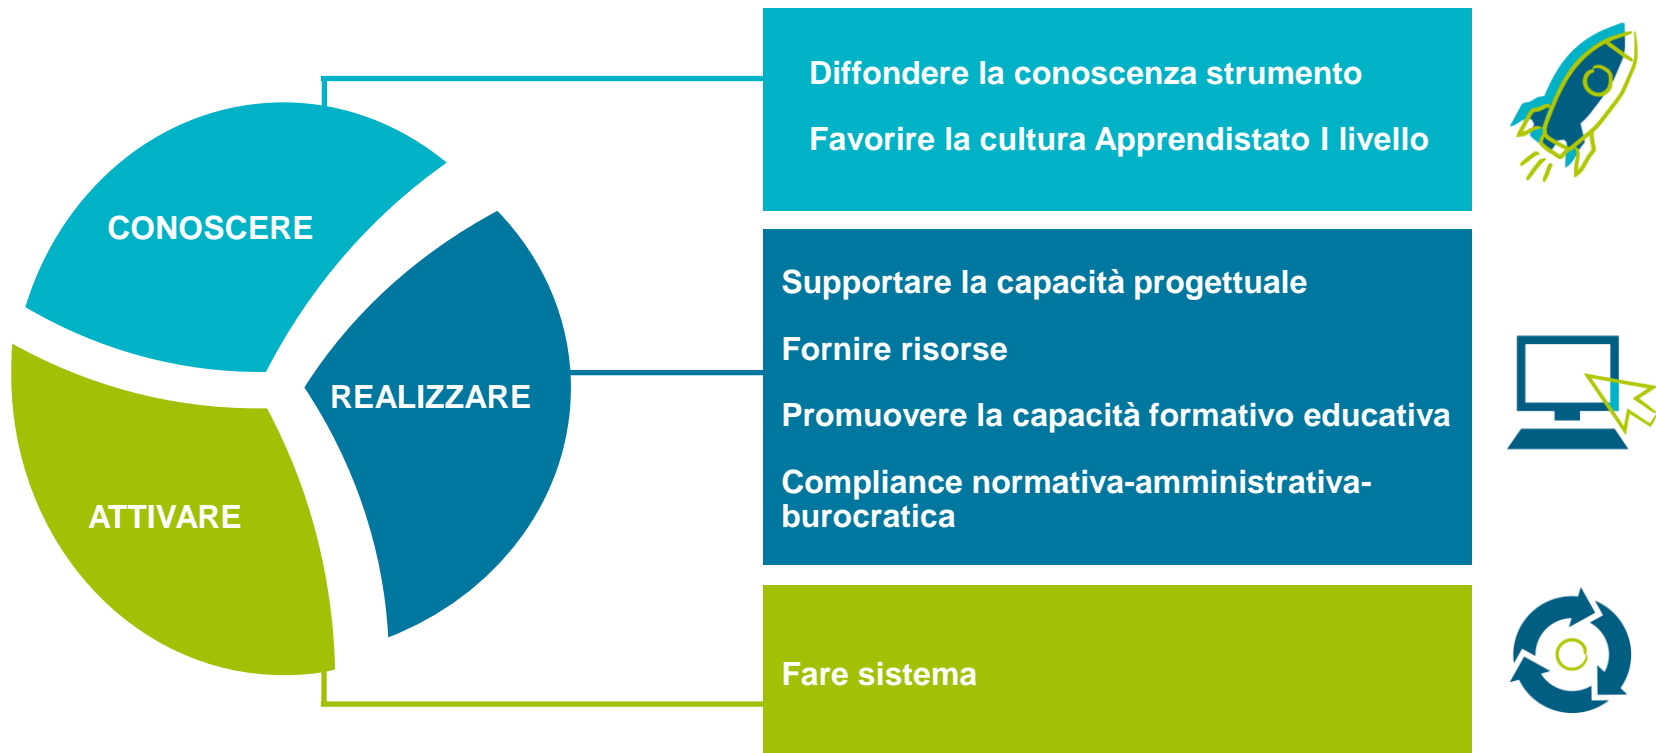 CONOSCERE
REALIZZARE
ATTIVARE
Diffondere la conoscenza strumento
Favorire la cultura Apprendistato I livello
Supportare la capacità progettuale
Fornire risorse
Promuovere la capacità formativo educativa
Compliance normativa-amministrativa-
burocratica
Fare sistema